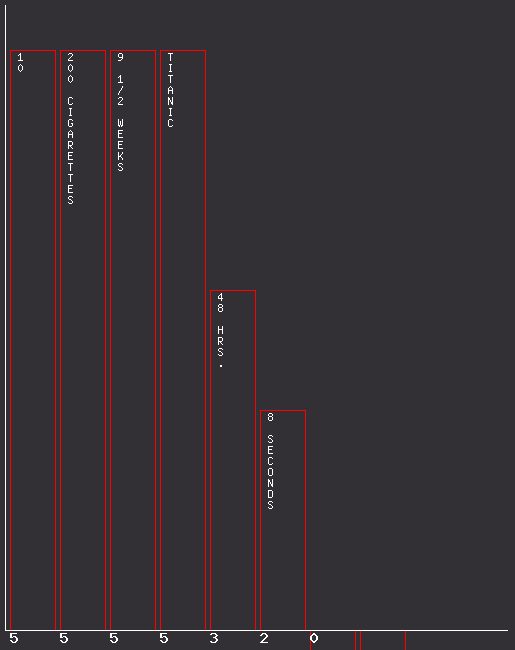 10
200 CIGARETTES
9 1/2 WEEKS
TITANIC
48 HRS.
8 SECONDS
5 5 5 5 3 2 0